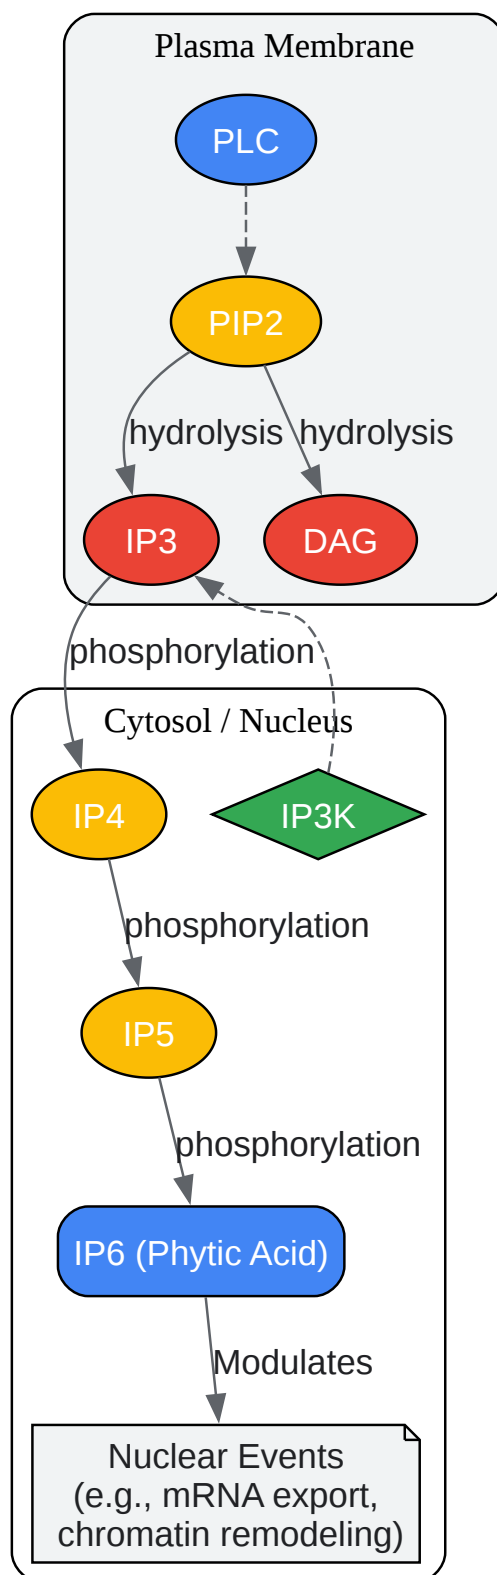 Plasma Membrane
PLC
PIP2
hydrolysis
hydrolysis
IP3
DAG
phosphorylation
Cytosol / Nucleus
IP4
IP3K
phosphorylation
IP5
phosphorylation
IP6 (Phytic Acid)
Modulates
Nuclear Events
(e.g., mRNA export,
chromatin remodeling)